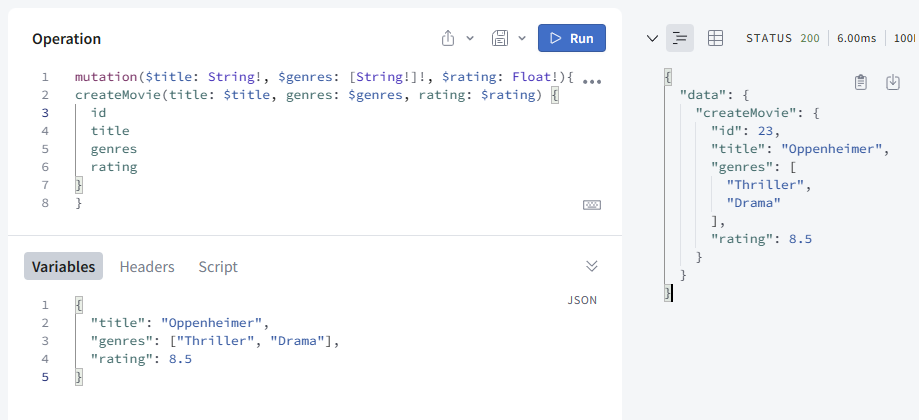 Operation
Run
1 mutation($title: String!, $genres: [String!]!, $rating: Float!){ •••
2 createMovie(title: $title, genres: $genres, rating: $rating) {
3 id
4 title
5 genres
6 rating
7 }
8 }
Variables Headers Script
JSON
1 {
2 "title": "Oppenheimer",
3 "genres": ["Thriller", "Drama"],
4 "rating": 8.5
5 }
STATUS 200 6.00ms
{
"data": {
"createMovie": {
"id": 23,
"title": "Oppenheimer",
"genres": [
"Thriller",
"Drama"
],
"rating": 8.5
}
}
}